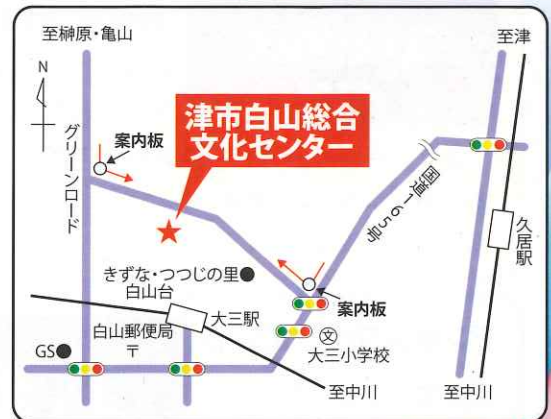 至榊原・亀山
至津
N
津市白山総合
文化センター
案内板
グリーンロード
国道165号
久居駅
きずな・つつじの里
白山台
案内板
大三駅
白山郵便局
〒
文
大三小学校
GS
至中川
至中川